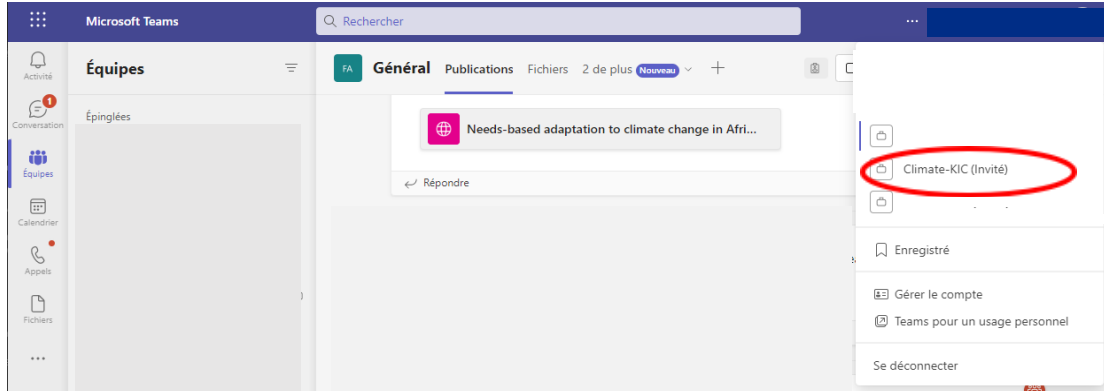 Microsoft Teams
Rechercher
...
Activité
Conversation
1
Équipes
Calendrier
Appels
Fichiers
...
Équipes
Épinglées
FA
Général Publications Fichiers 2 de plus Nouveau
Needs-based adaptation to climate change in Afri...
Répondre
Climate-KIC (Invité)
Enregistré
Gérer le compte
Teams pour un usage personnel
Se déconnecter